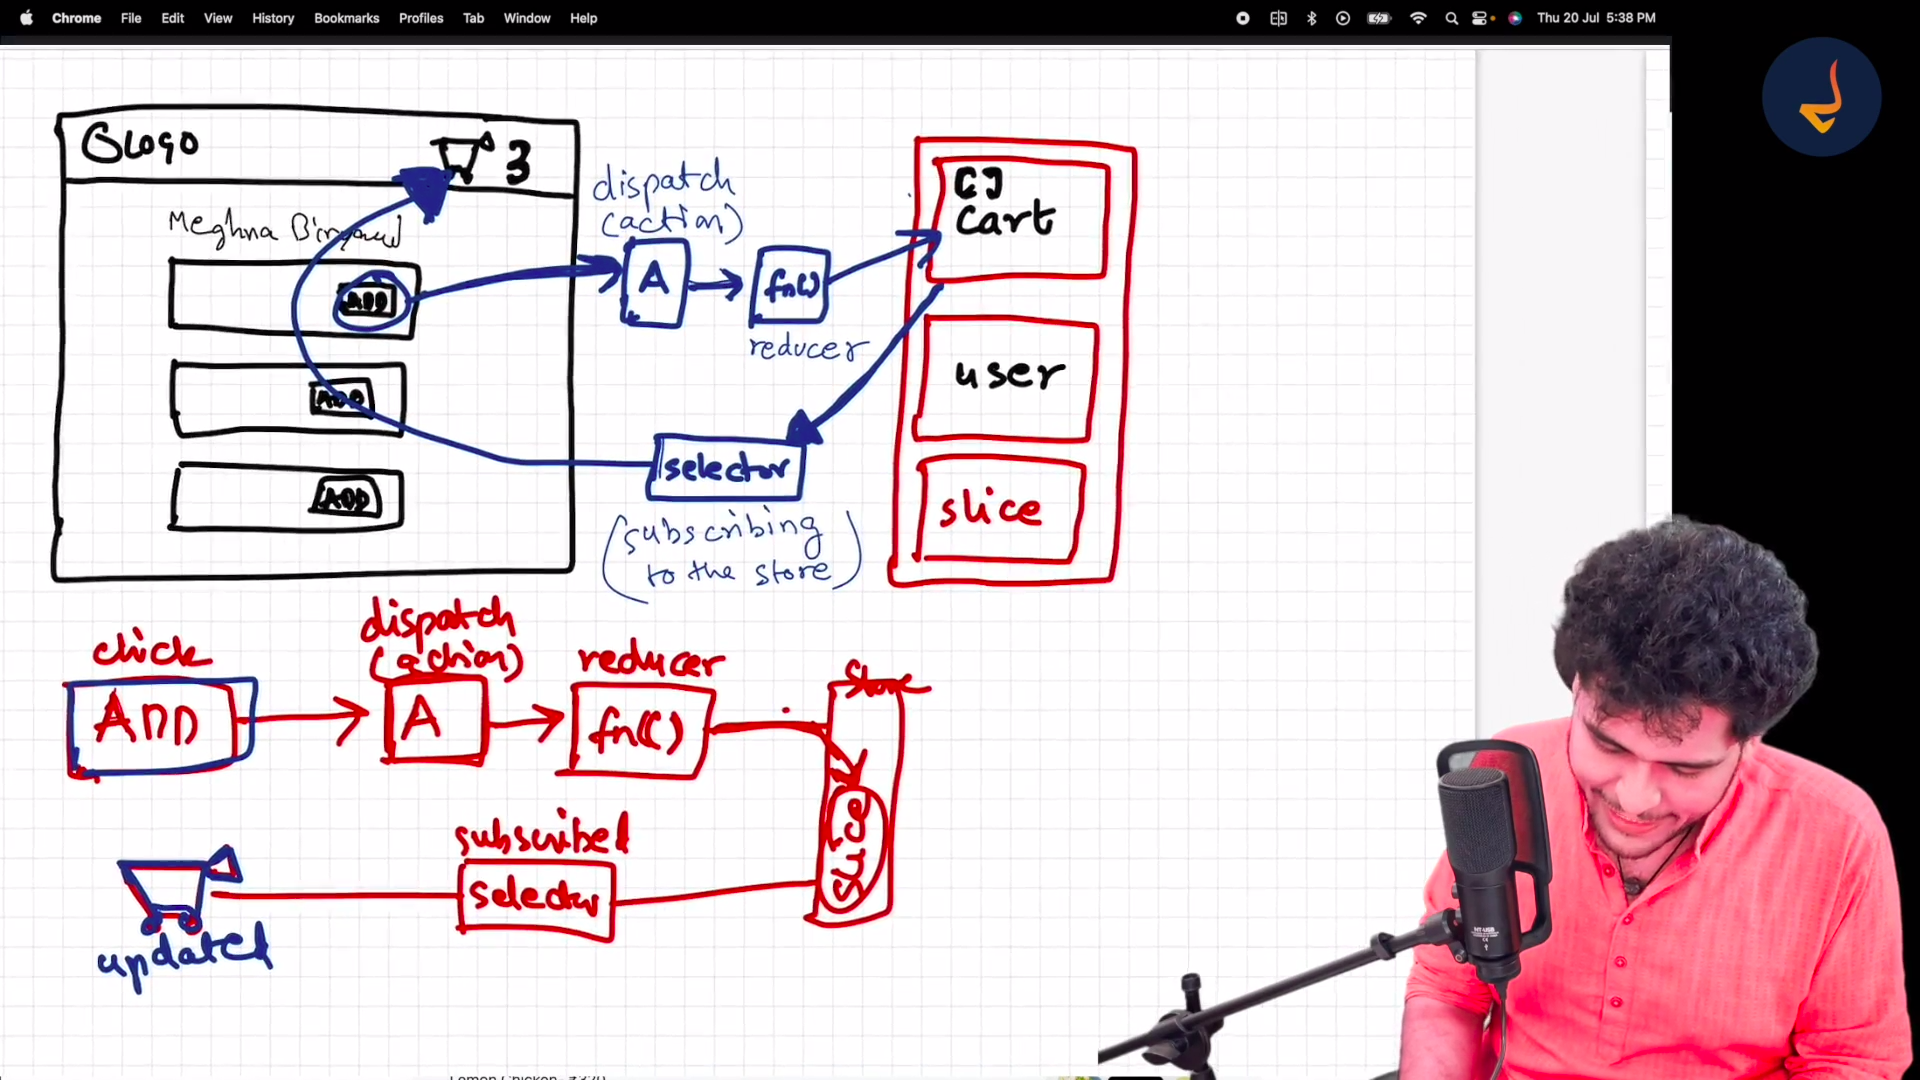 Chrome File Edit View History Bookmarks Profiles Tab Window Help Thu 20 Jul 5:38 PM
Logo 3
Meghna
ADD
ADD
ADD
dispatch
(action)
A
fn()
reducer
[]
cart
user
slice
selector
(subscribing
to the store)
click
ADD
dispatch
(action)
A
reducer
fn()
Store
slice
subscribed
selector
updated